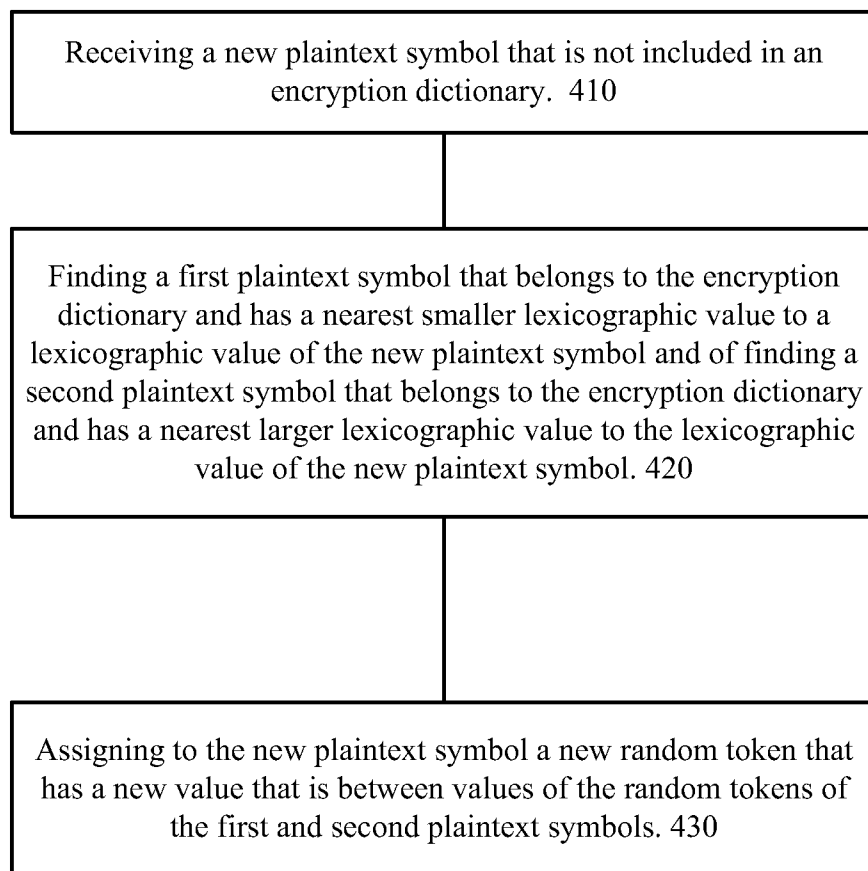 Receiving a new plaintext symbol that is not included in an
encryption dictionary.  410
Finding a first plaintext symbol that belongs to the encryption
dictionary and has a nearest smaller lexicographic value to a
lexicographic value of the new plaintext symbol and of finding a
second plaintext symbol that belongs to the encryption dictionary
and has a nearest larger lexicographic value to the lexicographic
value of the new plaintext symbol. 420
Assigning to the new plaintext symbol a new random token that
has a new value that is between values of the random tokens of
the first and second plaintext symbols. 430